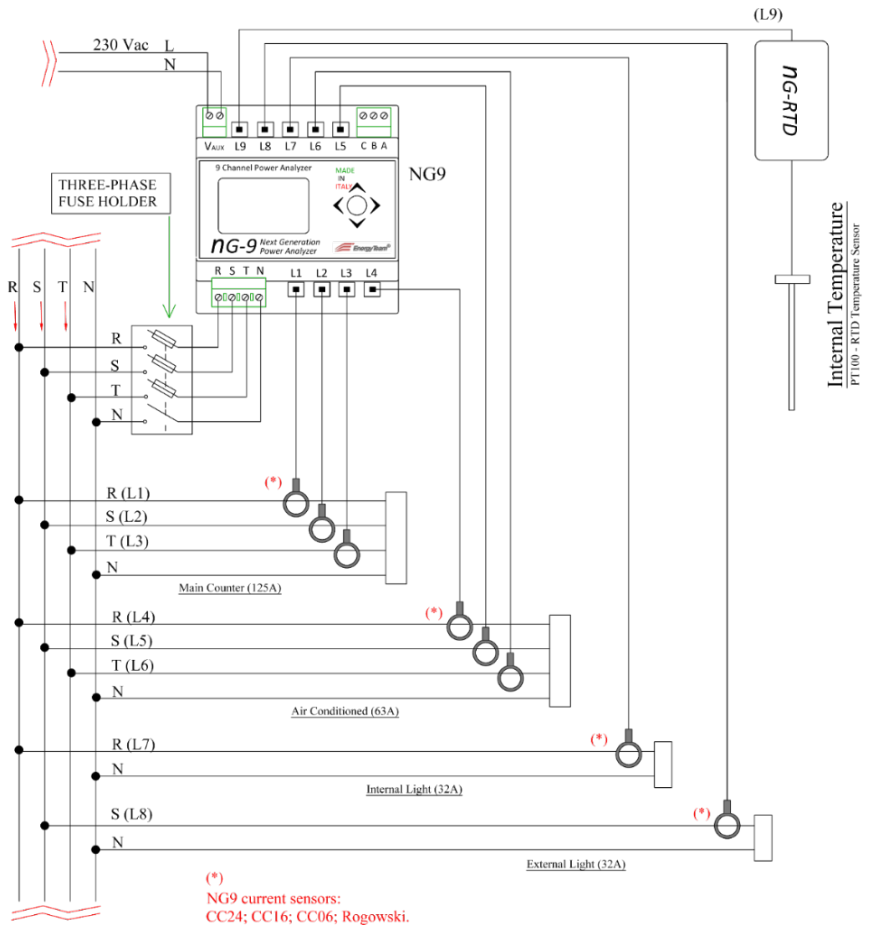 (L9)
230 Vac L
N
nG-RTD
VAUX L9 L8 L7 L6 L5 C B A
9 Channel Power Analyzer
MADE
IN
ITALY
NG9
THREE-PHASE
FUSE HOLDER
nG-9 Next Generation
Power Analyzer
EnergyTeam®
R S T N L1 L2 L3 L4
Internal Temperature
PT100 - RTD Temperature Sensor
R S T N
R
S
T
N
(*)
R (L1)
S (L2)
T (L3)
N
Main Counter (125A)
(*)
R (L4)
S (L5)
T (L6)
N
Air Conditioned (63A)
(*)
R (L7)
N
Internal Light (32A)
(*)
S (L8)
N
External Light (32A)
(*)
NG9 current sensors:
CC24; CC16; CC06; Rogowski.